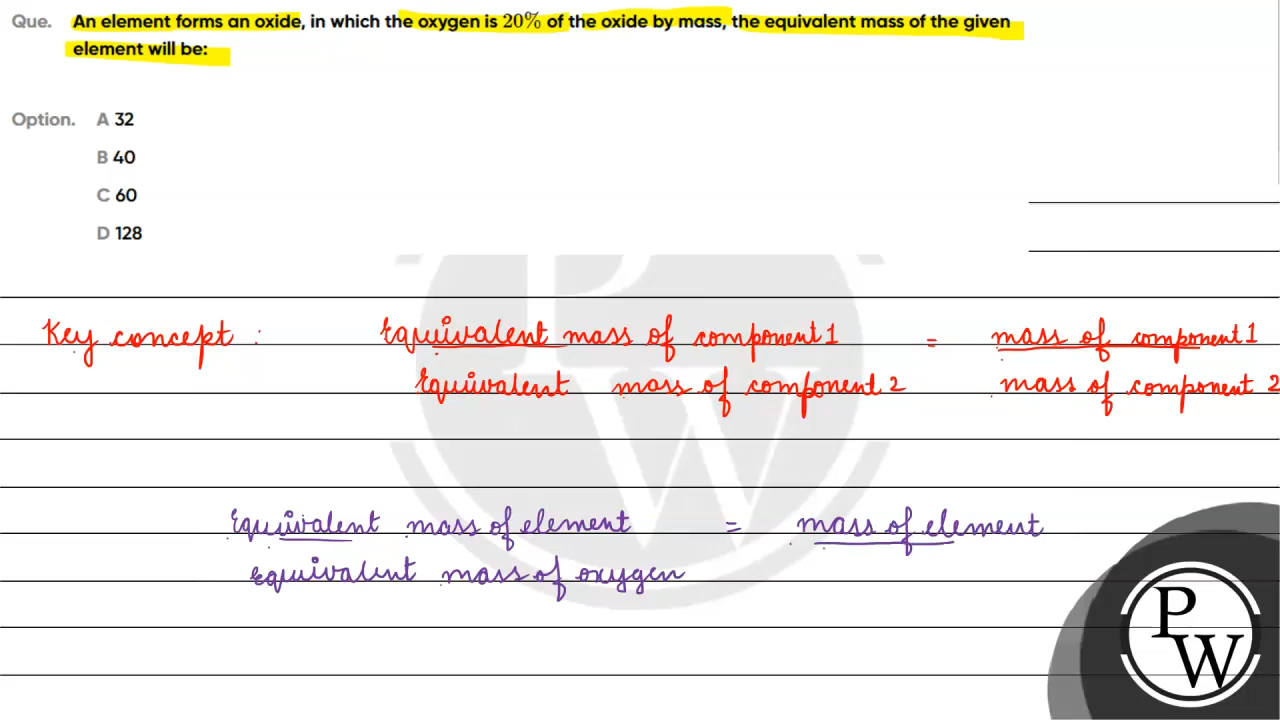 Que. An element forms an oxide, in which the oxygen is 20% of the oxide by mass, the equivalent mass of the given
element will be:
Option. A 32
B 40
C 60
D 128
Key concept : Equivalent mass of component 1 = mass of component 1
Equivalent mass of component 2 mass of component 2
Equivalent mass of element = mass of element
Equivalent mass of oxygen
P
W